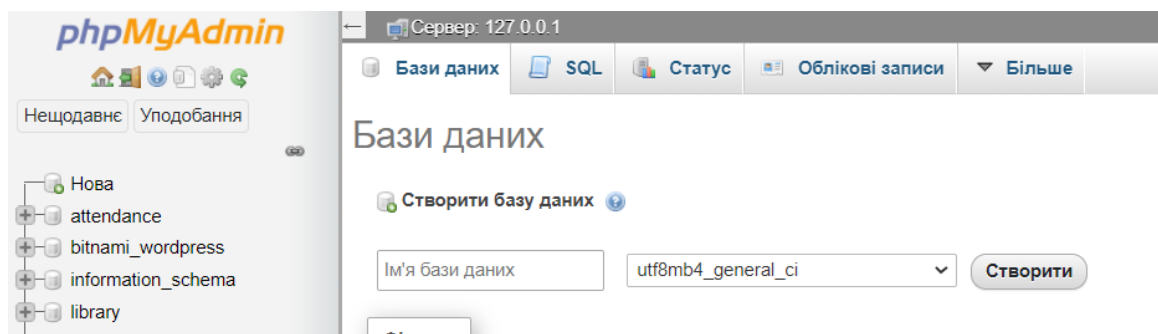 phpMyAdmin
Нещодавнє Уподобання
Нова
attendance
bitnami_wordpress
information_schema
library
← Сервер: 127.0.0.1
Бази даних SQL Статус Облікові записи Більше
Бази даних
Створити базу даних
Ім'я бази даних utf8mb4_general_ci Створити